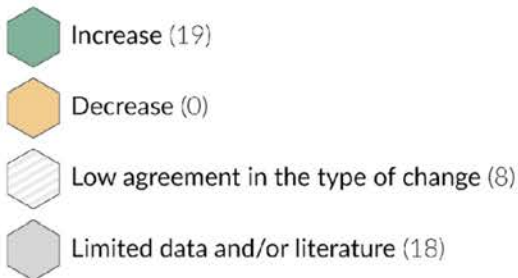 Increase (19)
Decrease (0)
Low agreement in the type of change (8)
Limited data and/or literature (18)